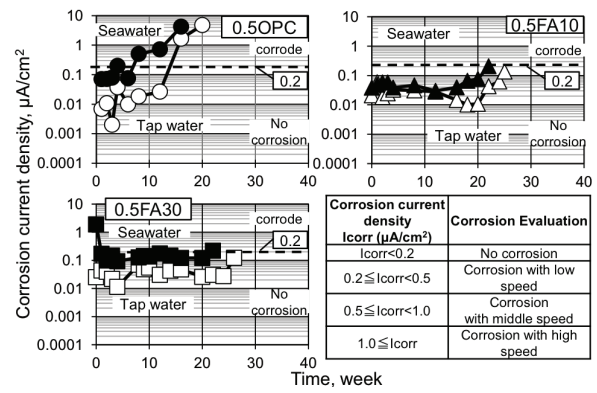 Corrosion current density, μA/cm²
10
1
0.1
0.01
0.001
0.0001
Seawater
0.5OPC
corrode
0.2
Tap water
No
corrosion
0
10
20
30
40
10
1
0.1
0.01
0.001
0.0001
Seawater
0.5FA10
corrode
0.2
Tap water
No
corrosion
0
10
20
30
40
10
1
0.1
0.01
0.001
0.0001
0.5FA30
Seawater
corrode
0.2
Tap water
No
corrosion
0
10
20
30
40
Time, week
Corrosion current
density
Icorr (μA/cm²)
Corrosion Evaluation
Icorr<0.2
No corrosion
0.2≦Icorr<0.5
Corrosion with low
speed
0.5≦Icorr<1.0
Corrosion
with middle speed
1.0≦Icorr
Corrosion with high
speed